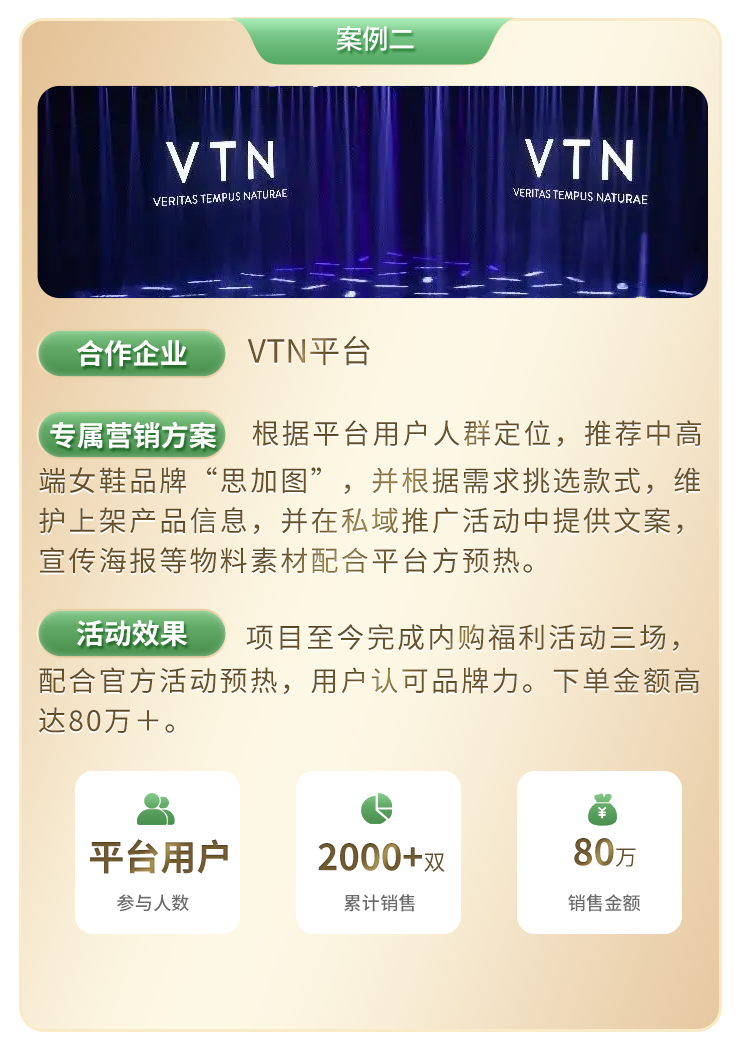 案例二
VTN
VERITAS TEMPUS NATURAE
VTN
VERITAS TEMPUS NATURAE
合作企业
VTN平台
专属营销方案
根据平台用户人群定位，推荐中高
端女鞋品牌“思加图”，并根据需求挑选款式，维
护上架产品信息，并在私域推广活动中提供文案，
宣传海报等物料素材配合平台方预热。
活动效果
项目至今完成内购福利活动三场，
配合官方活动预热，用户认可品牌力。下单金额高
达80万＋。
平台用户
参与人数
2000+双
累计销售
¥
80万
销售金额